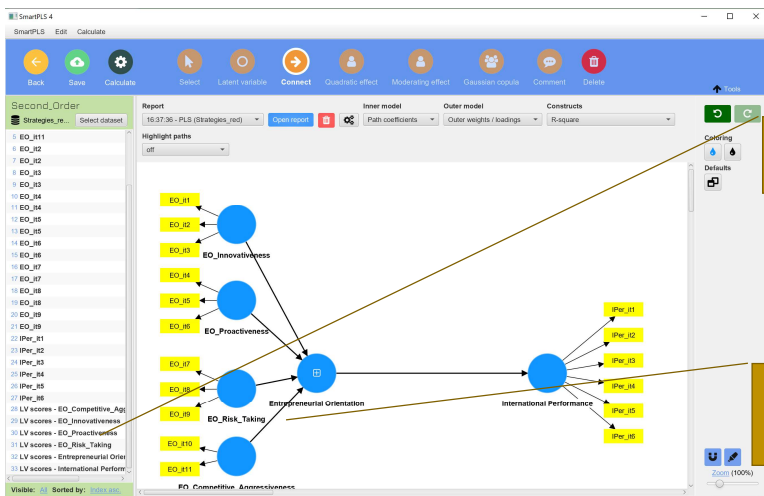 SmartPLS 4
SmartPLS Edit Calculate
Back Save Calculate Select Latent variable Connect Quadratic effect Moderating effect Gaussian copula Comment Delete
Tools
Second_Order
Strategies_re... Select dataset
5 EO_it11
6 EO_it2
7 EO_it2
8 EO_it3
9 EO_it3
10 EO_it4
11 EO_it4
12 EO_it5
13 EO_it5
14 EO_it6
15 EO_it6
16 EO_it7
17 EO_it7
18 EO_it8
19 EO_it8
20 EO_it9
21 EO_it9
22 IPer_it1
23 IPer_it2
24 IPer_it3
25 IPer_it4
26 IPer_it5
27 IPer_it6
28 LV scores - EO_Competitive_Agg
29 LV scores - EO_Innovativeness
30 LV scores - EO_Proactiveness
31 LV scores - EO_Risk_Taking
32 LV scores - Entrepreneurial Orien
33 LV scores - International Perform
Visible: All Sorted by: Index asc.
Report Inner model Outer model Constructs
16:37:36 - PLS (Strategies_red) Open report Path coefficients Outer weights / loadings R-square
Highlight paths
off
EO_it1
EO_it2
EO_it3
EO_Innovativeness
EO_it4
EO_it5
EO_it6
EO_Proactiveness
EO_it7
EO_it8
EO_it9
EO_Risk_Taking
EO_it10
EO_it11
EO_Competitive_Aggressiveness
Entrepreneurial Orientation
International Performance
IPer_it1
IPer_it2
IPer_it3
IPer_it4
IPer_it5
IPer_it6
Coloring
Defaults
Zoom (100%)